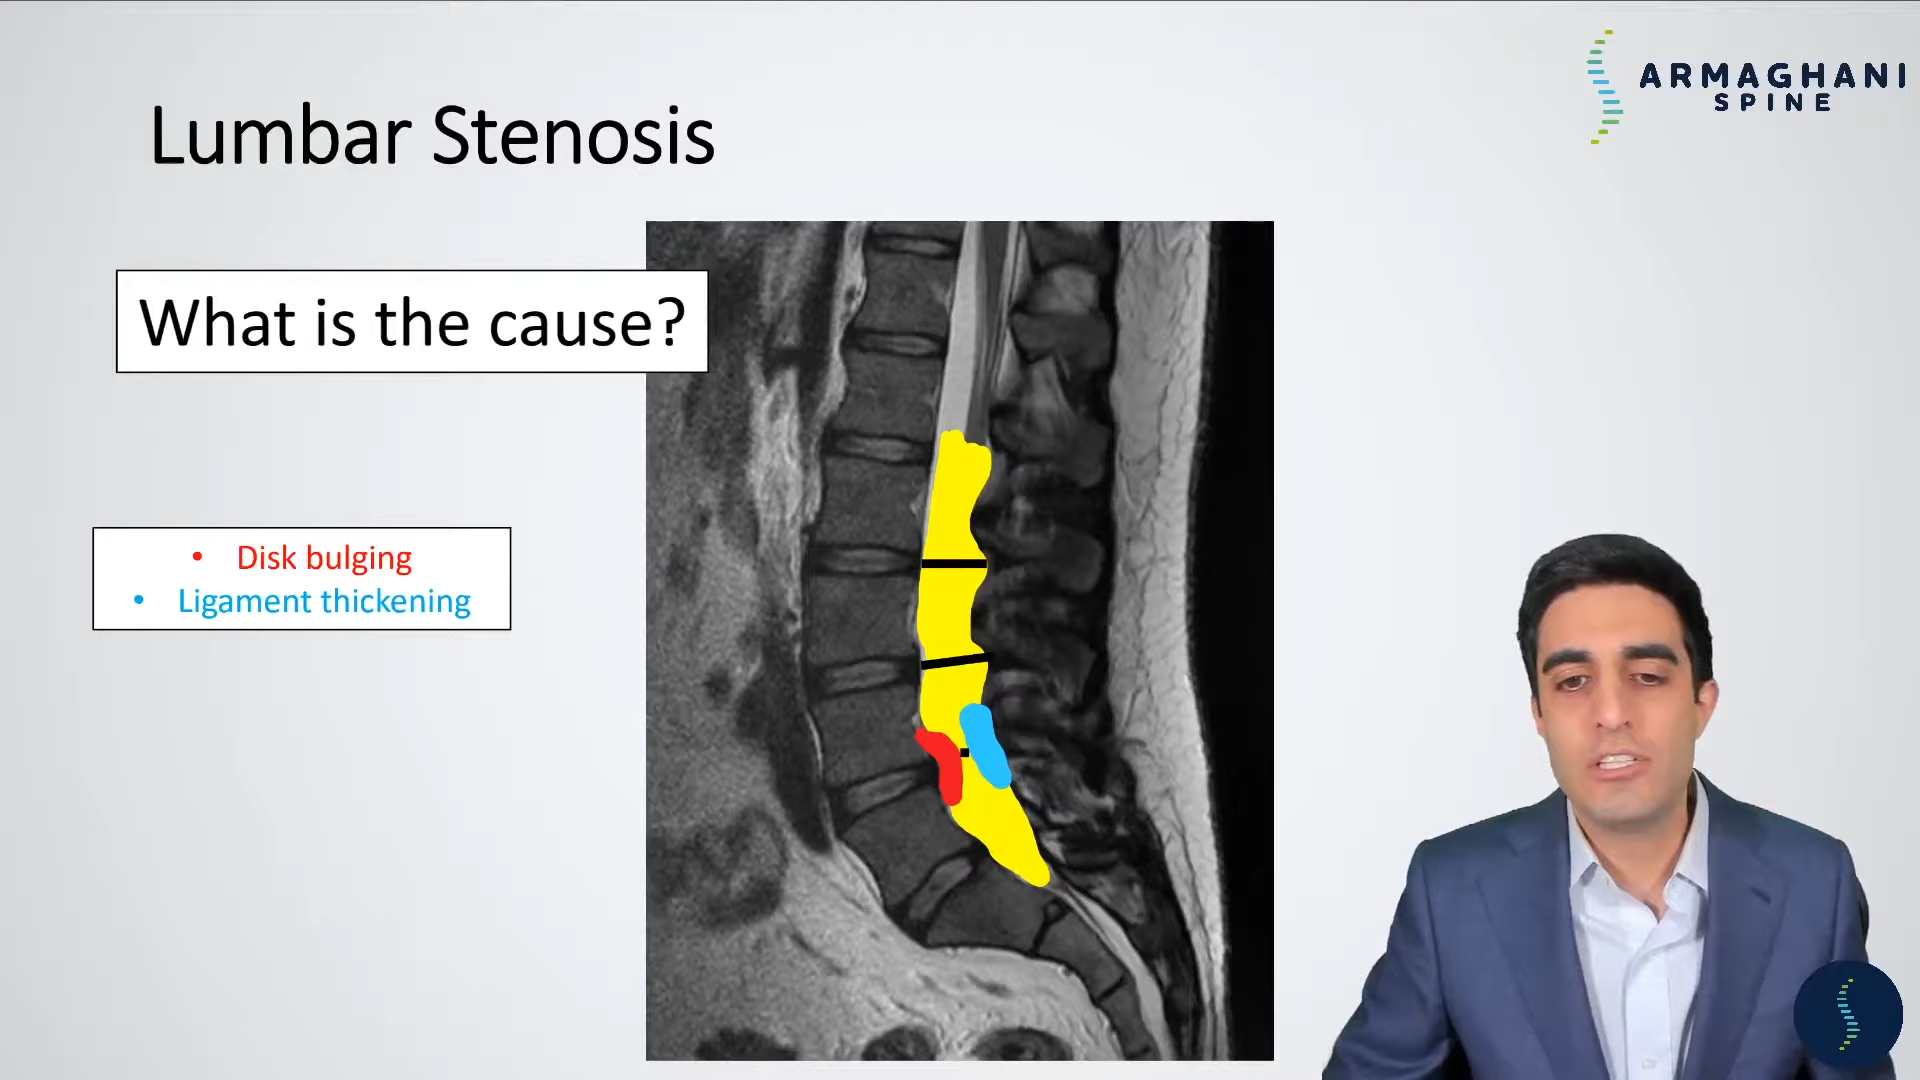 ARMAGHANI
SPINE
Lumbar Stenosis
What is the cause?
• Disk bulging
• Ligament thickening